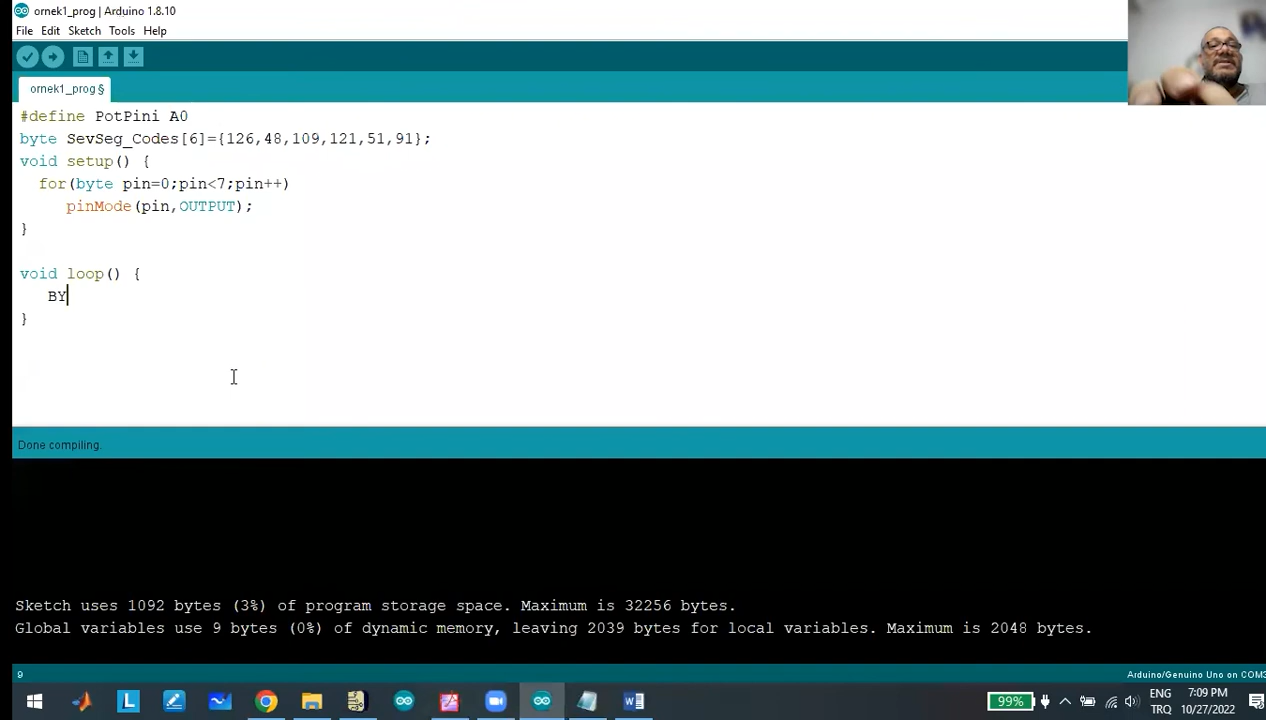 ornek1_prog | Arduino 1.8.10
File Edit Sketch Tools Help
ornek1_prog §
#define PotPini A0
byte SevSeg_Codes[6]={126,48,109,121,51,91};
void setup() {
for(byte pin=0;pin<7;pin++)
pinMode(pin,OUTPUT);
}
void loop() {
BY
}
Done compiling.
Sketch uses 1092 bytes (3%) of program storage space. Maximum is 32256 bytes.
Global variables use 9 bytes (0%) of dynamic memory, leaving 2039 bytes for local variables. Maximum is 2048 bytes.
9
Arduino/Genuino Uno on COM3
L
W
99%
ENG
TRQ
7:09 PM
10/27/2022